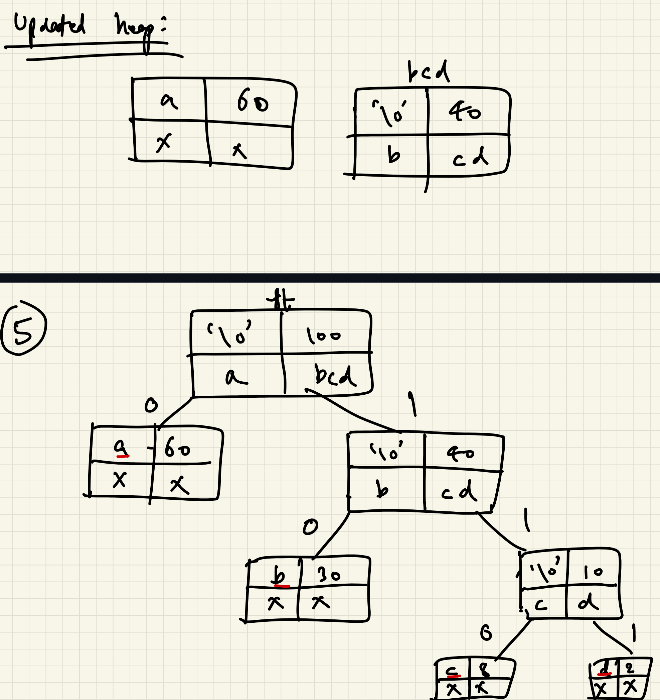 Updated heap:
bcd
a 60
'\0' 40
x x
b cd
5
ft
'\0' 100
a bcd
0 1
a 60
'\0' 40
x x
b cd
0 1
b 30
'\0' 10
x x
c d
0 1
c 8
d 2
x x
x x